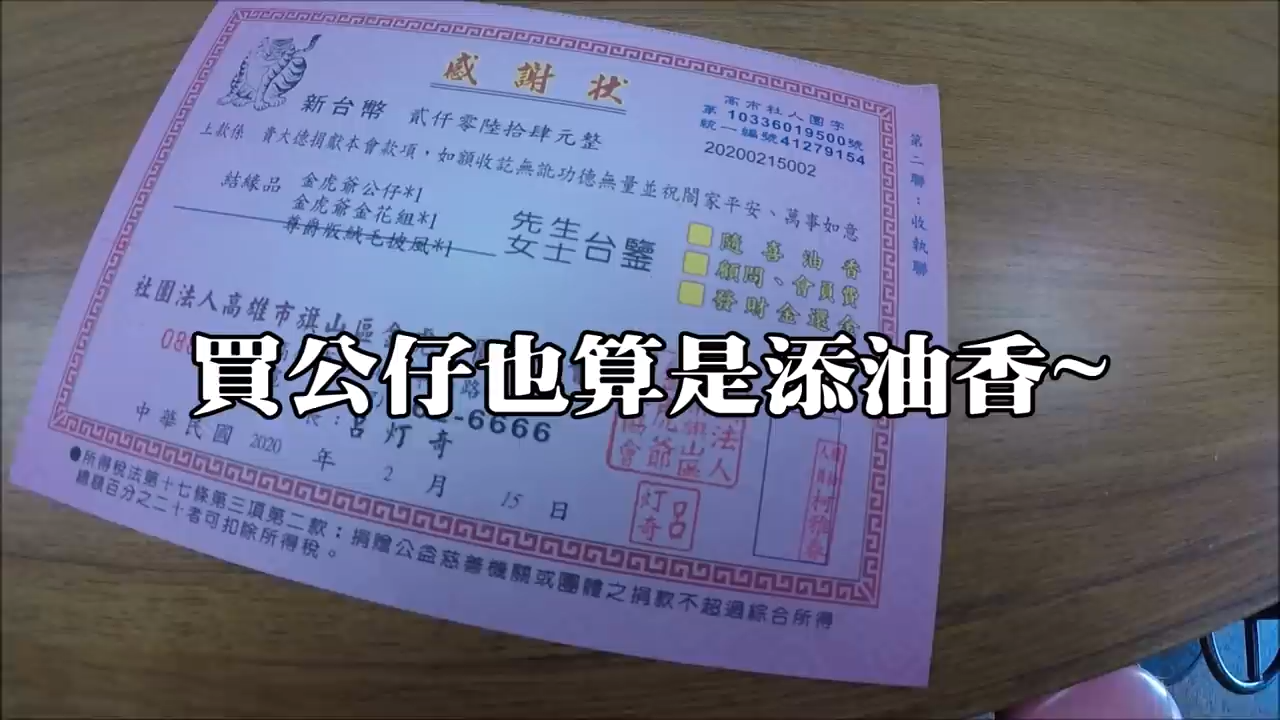 感謝狀
高市社人團字
第10336019500號
統一編號41279154
20200215002
第二聯：收執聯
新台幣 貳仟零陸拾肆元整
上款係 貴大德捐獻本會款項，如額收訖無訛功德無量並祝闔家平安、萬事如意
結緣品 金虎爺公仔*1
金虎爺金花組*1
尊爵版絨毛披風*1
先生
女士台鑒
隨喜油香
顧問、會員費
發財金還金
社團法人高雄市旗山區金
買公仔也算是添油香~
2-6666
：呂灯奇
中華民國 2020 年 2 月 15 日
呂灯奇
●所得稅法第十七條第三項第二款：捐贈公益慈善機關或團體之捐款不超過綜合所得
總額百分之二十者可扣除所得稅。